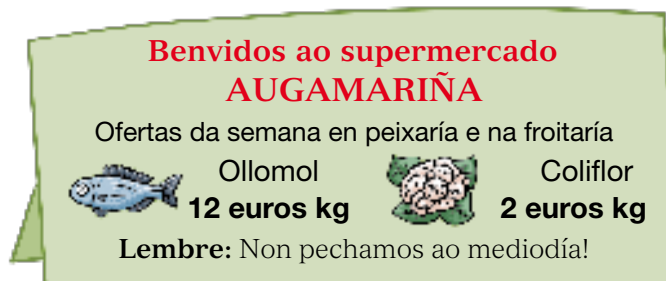 Benvidos ao supermercado
AUGAMARIÑA
Ofertas da semana en peixaría e na froitaría
Ollomol Coliflor
12 euros kg 2 euros kg
Lembre: Non pechamos ao mediodía!